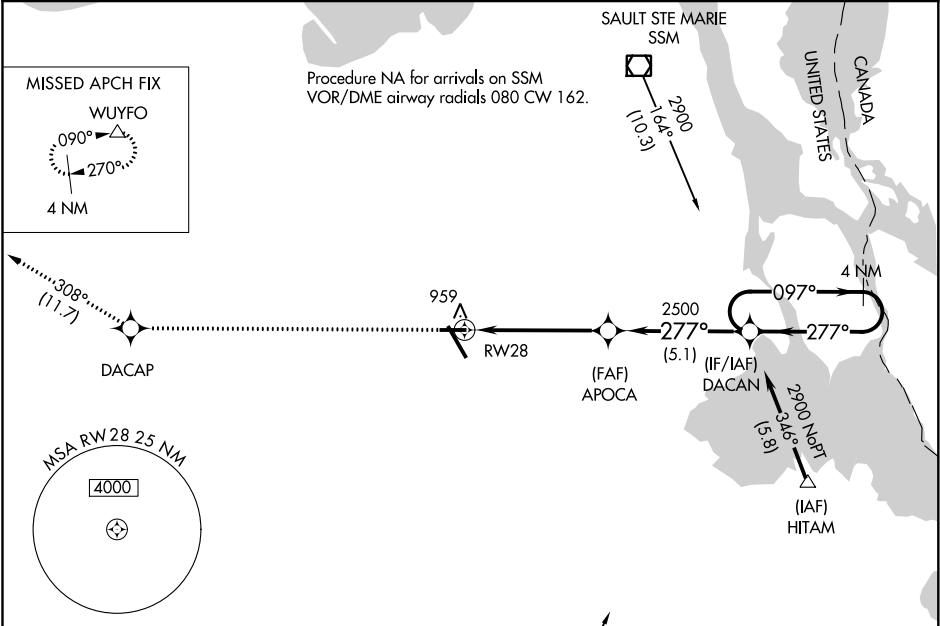 SAULT STE MARIE
SSM
MISSED APCH FIX
WUYFO
090°
270°
4 NM
Procedure NA for arrivals on SSM
VOR/DME airway radials 080 CW 162.
2900
164°
(10.3)
CANADA
UNITED STATES
308°
(11.7)
DACAP
959
RW28
2500
277°
(5.1)
(FAF)
APOCA
(IF/IAF)
DACAN
4 NM
097°
277°
2900 NoPT
346°
(5.8)
(IAF)
HITAM
MSA RW28 25 NM
4000